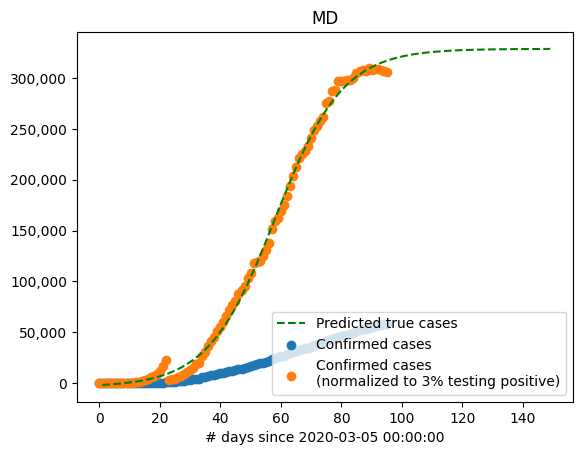 MD
300,000
250,000
200,000
150,000
100,000
50,000
0
0 20 40 60 80 100 120 140
# days since 2020-03-05 00:00:00
Predicted true cases
Confirmed cases
Confirmed cases
(normalized to 3% testing positive)